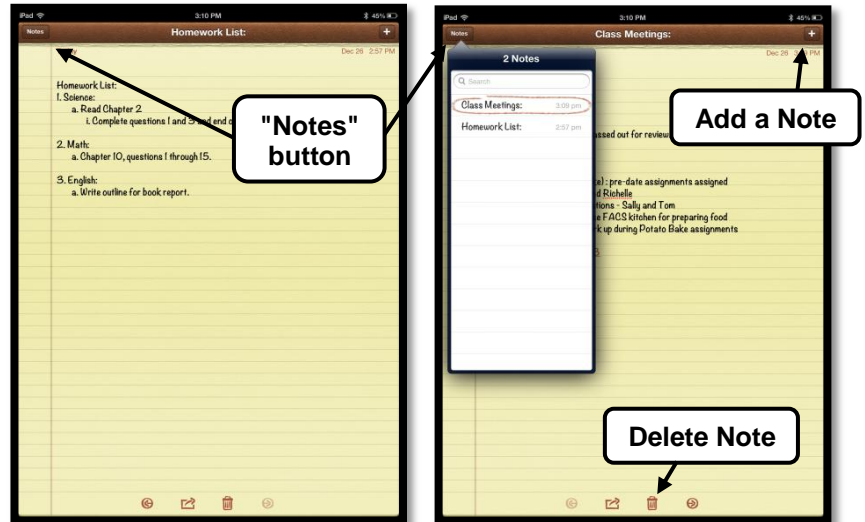 iPad 3:10 PM 45%
Notes Homework List: +
Dec 26 2:57 PM
Homework List:
1. Science:
a. Read Chapter 2
i. Complete questions 1 and 3 and end o
2. Math:
a. Chapter 10, questions 1 through 15.
3. English:
a. Write outline for book report.
"Notes"
button
iPad 3:10 PM 45%
Notes Class Meetings: +
Dec 26 PM
2 Notes
Search
Class Meetings: 3:09 pm
Homework List: 2:57 pm
Add a Note
ssed out for review
: pre-date assignments assigned
d Richelle
tions - Sally and Tom
e FACS kitchen for preparing food
k up during Potato Bake assignments
Delete Note